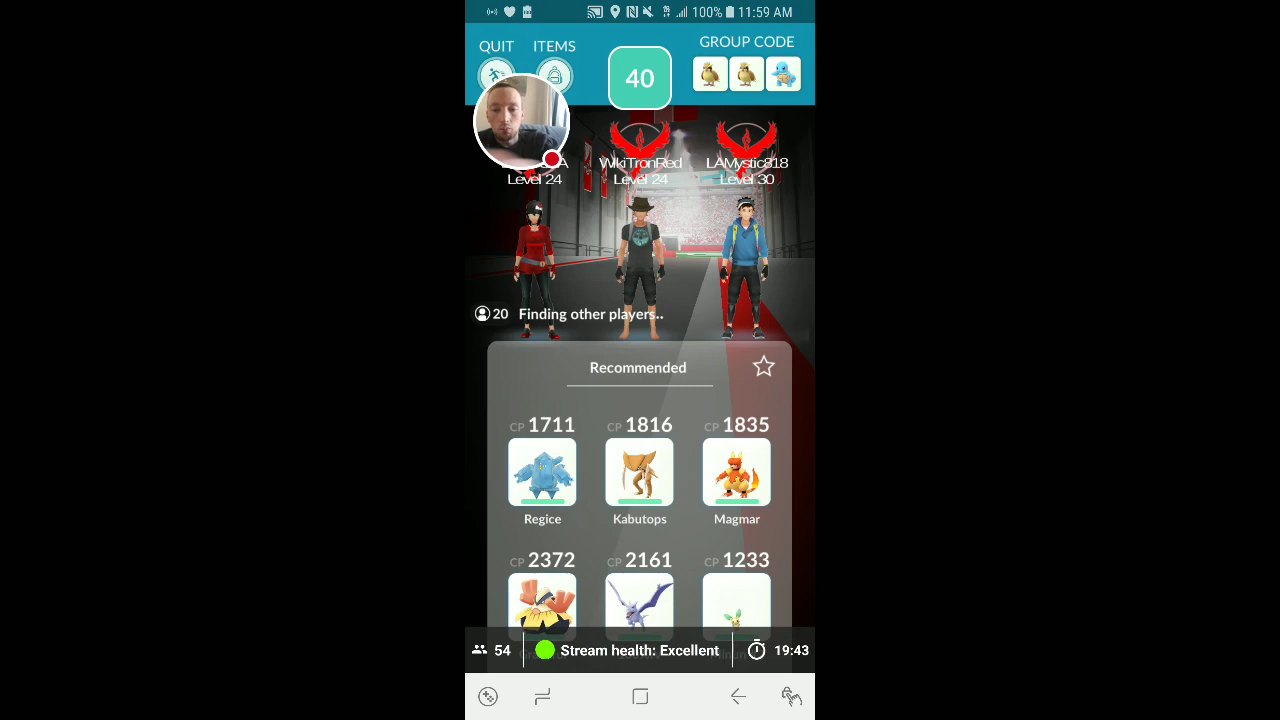 100% 11:59 AM
QUIT ITEMS
GROUP CODE
40
WikiTronRed LAMystic818
Level 24 Level 24 Level 30
20 Finding other players..
Recommended
CP 1711 CP 1816 CP 1835
Regice Kabutops Magmar
CP 2372 CP 2161 CP 1233
54 Stream health: Excellent 19:43